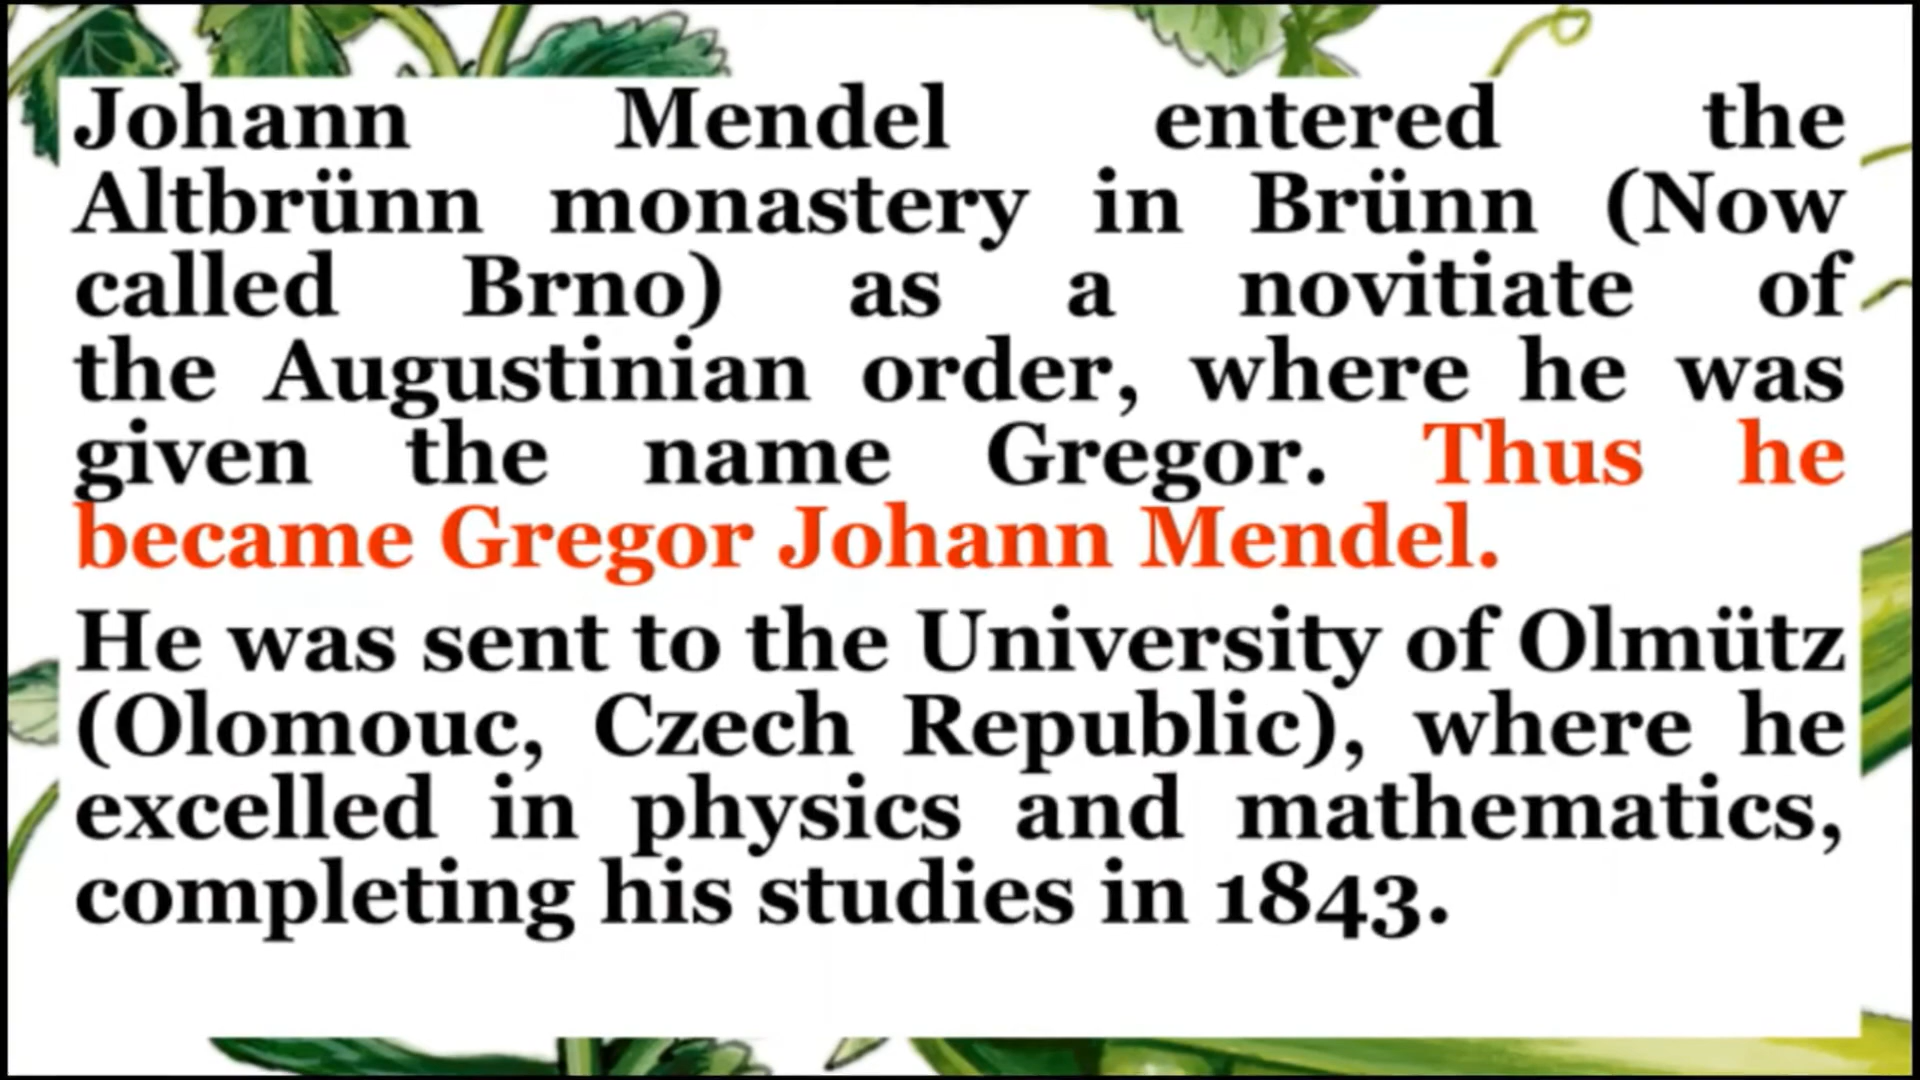 Johann Mendel entered the
Altbrünn monastery in Brünn (Now
called Brno) as a novitiate of
the Augustinian order, where he was
given the name Gregor. Thus he
became Gregor Johann Mendel.
He was sent to the University of Olmütz
(Olomouc, Czech Republic), where he
excelled in physics and mathematics,
completing his studies in 1843.